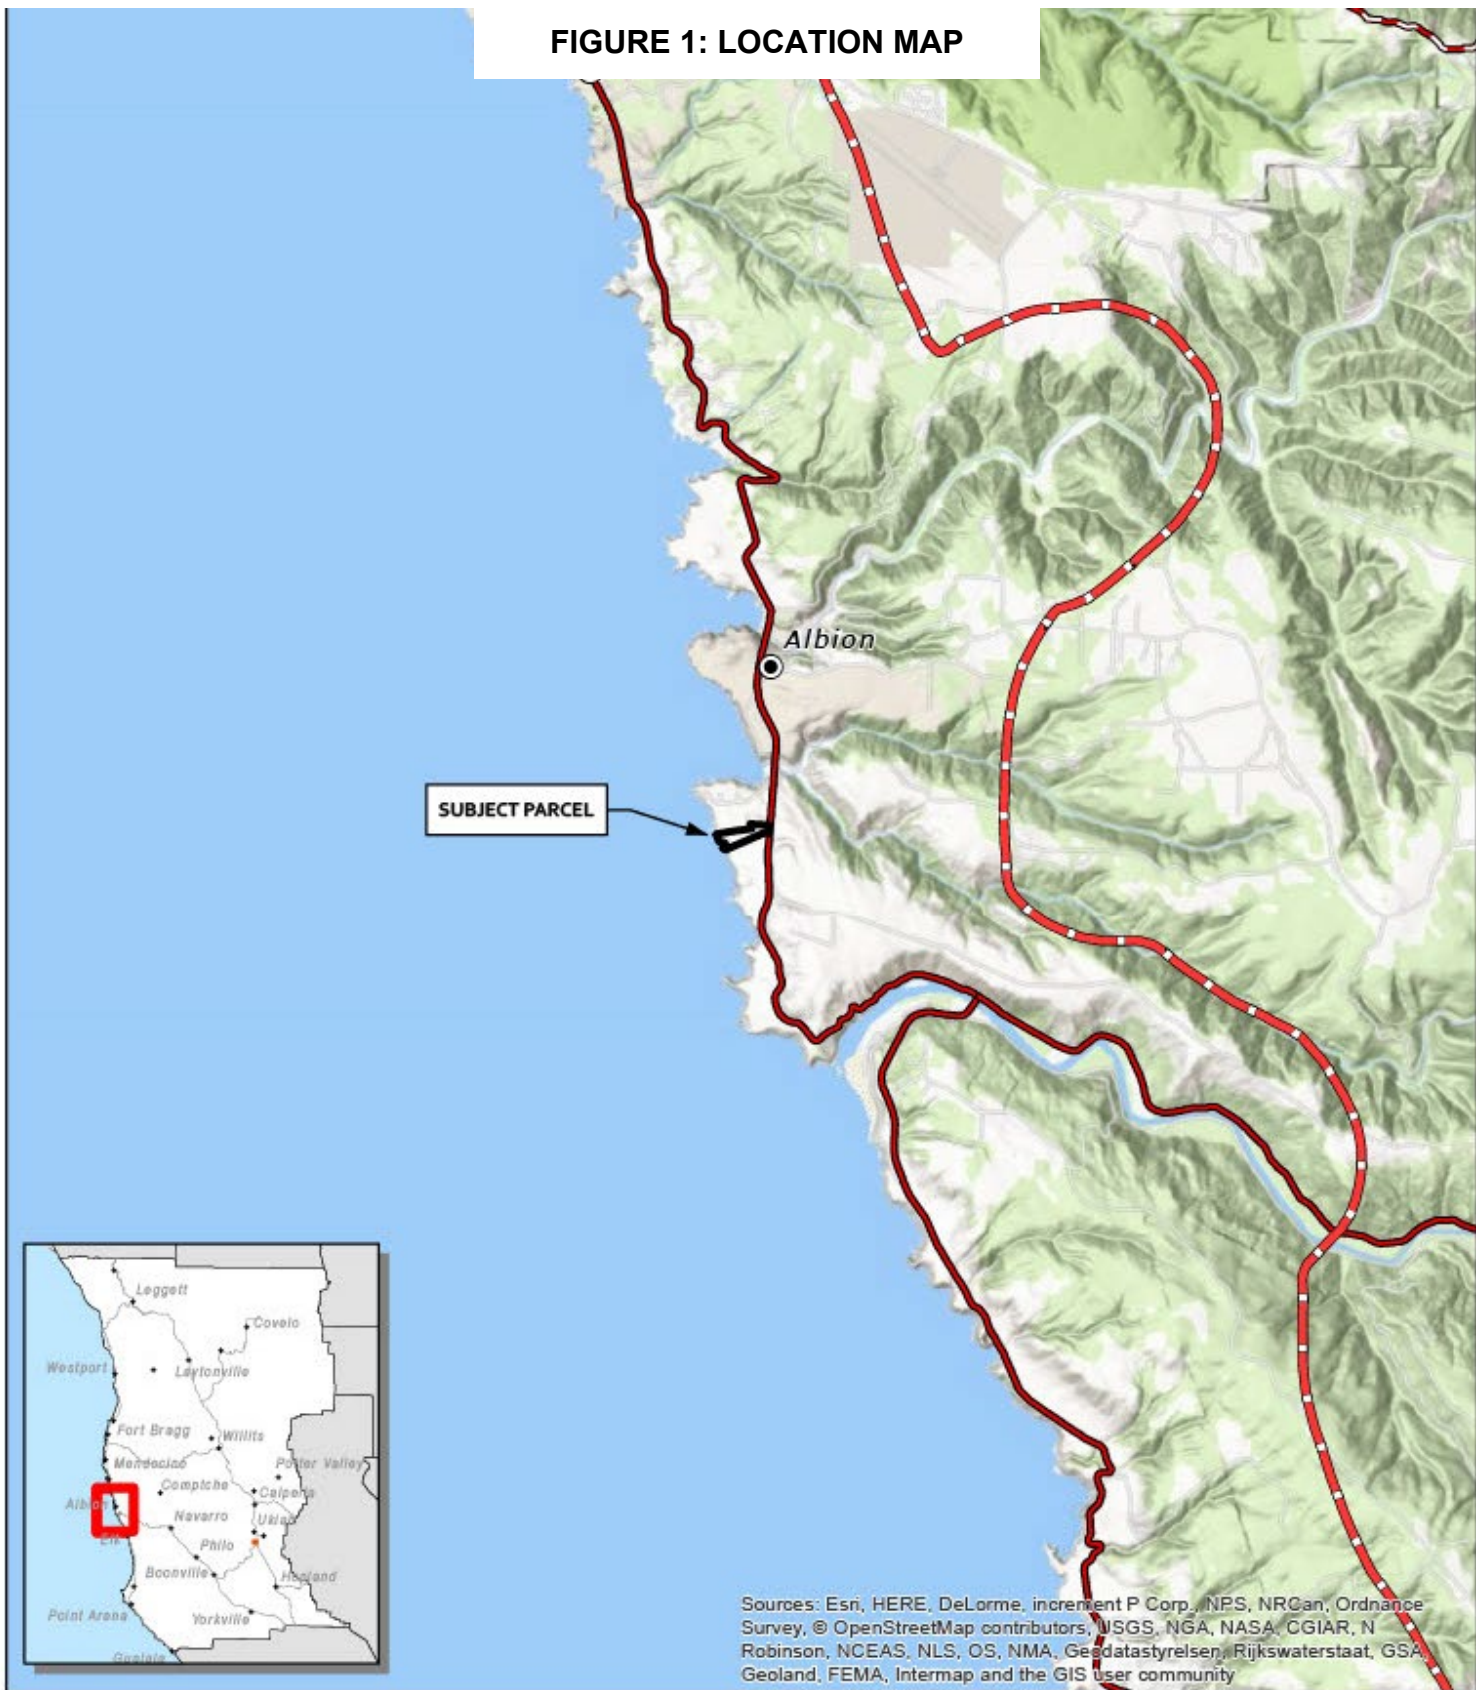 FIGURE 1: LOCATION MAP
Albion
SUBJECT PARCEL
Leggett
Covelo
Westport
Laytonville
Fort Bragg
Willits
Mendocino
Potter Valley
Comptche
Calpella
Albion
Navarro
Ukiah
Elk
Philo
Boonville
Hopland
Point Arena
Yorkville
Gualala
Sources: Esri, HERE, DeLorme, increment P Corp., NPS, NRCan, Ordnance
Survey, © OpenStreetMap contributors, USGS, NGA, NASA, CGIAR, N
Robinson, NCEAS, NLS, OS, NMA, Geodatastyrelsen, Rijkswaterstaat, GSA,
Geoland, FEMA, Intermap and the GIS user community